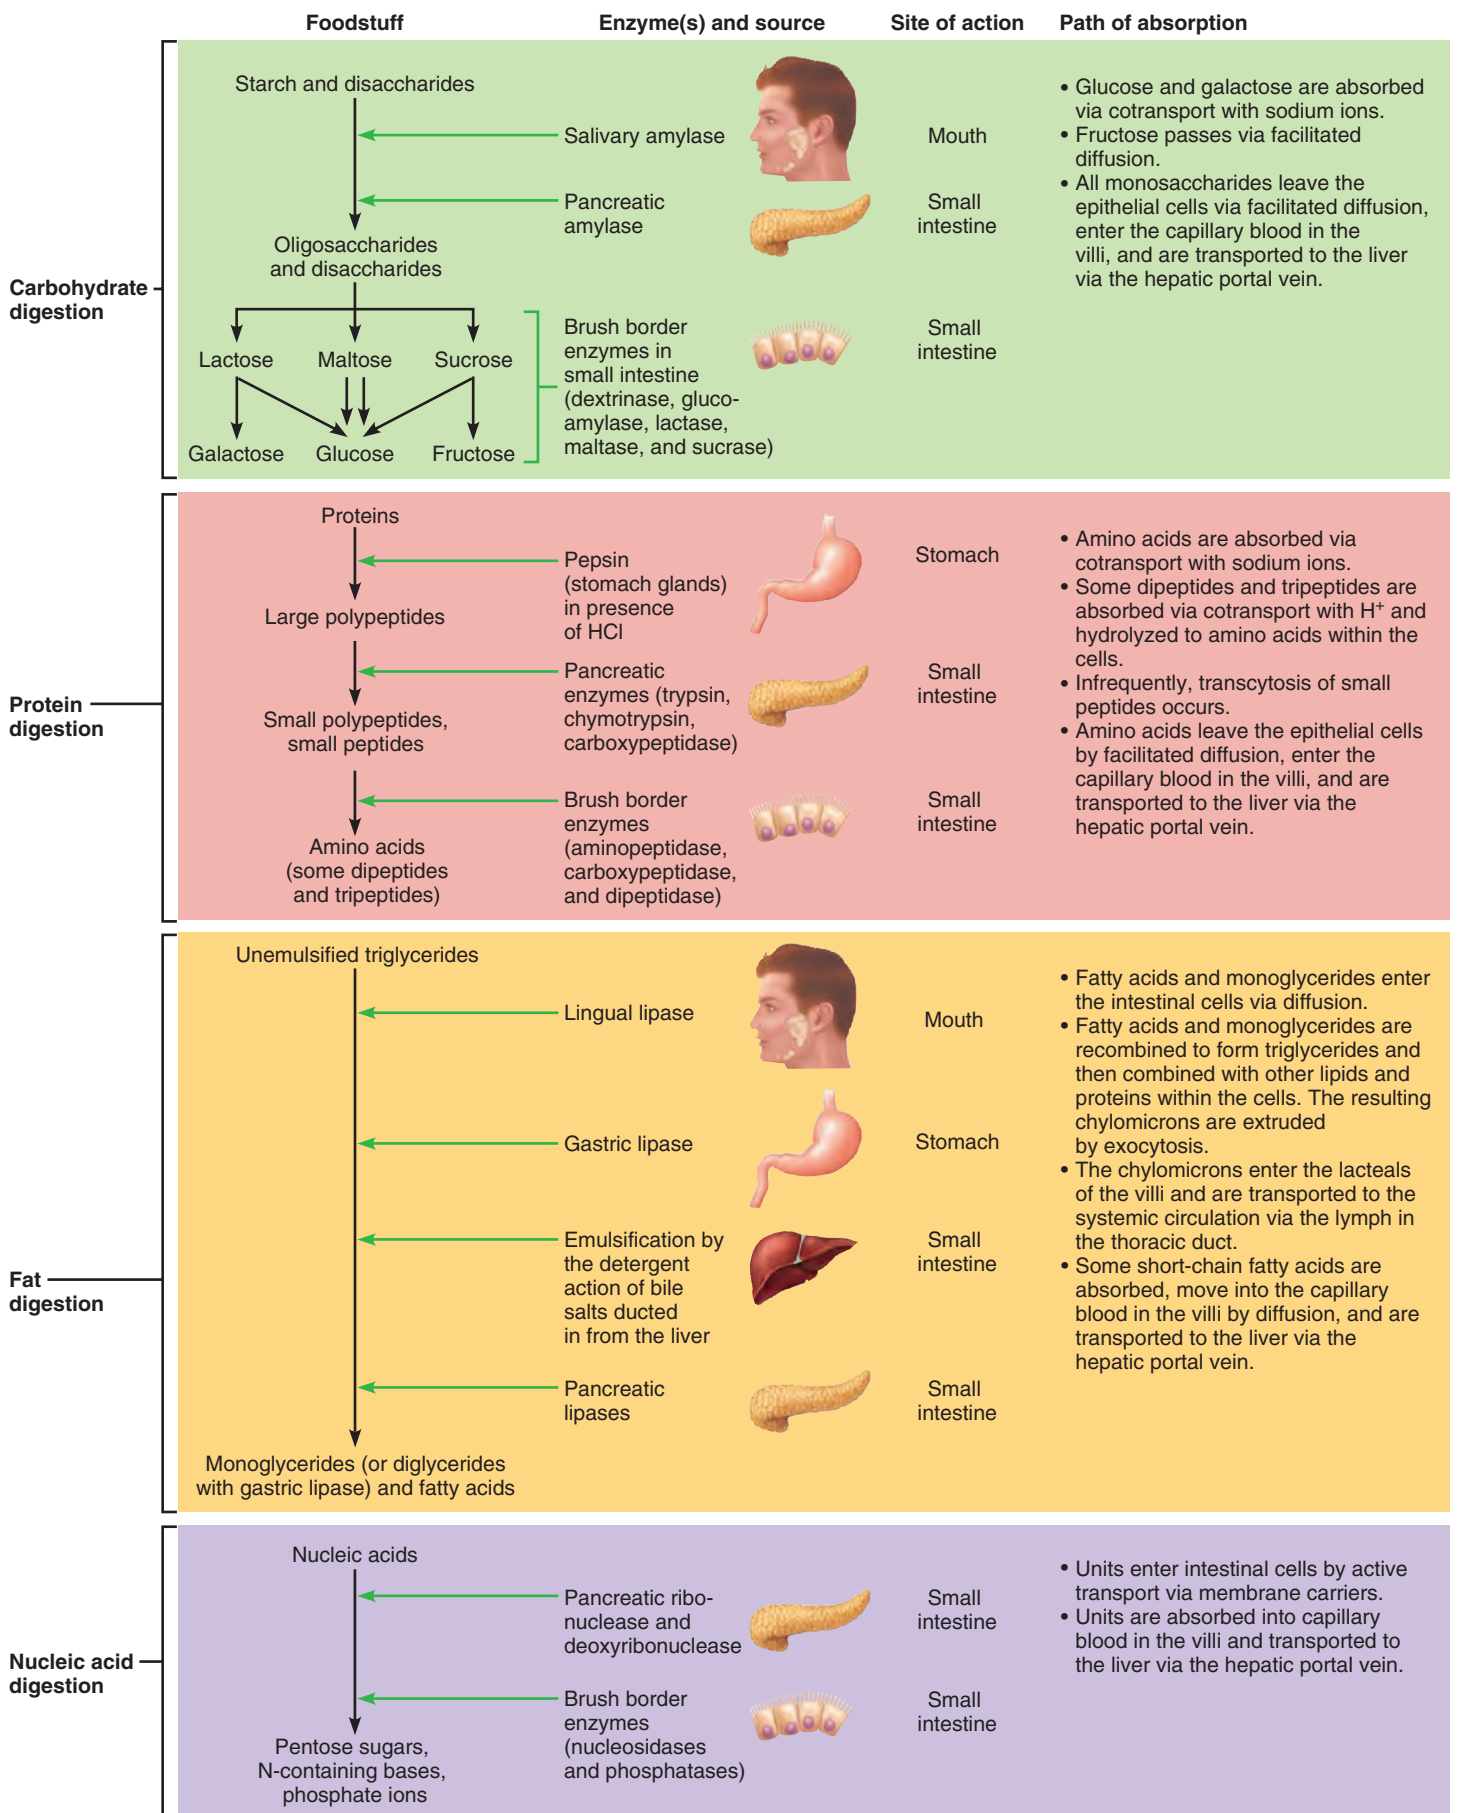 Foodstuff
Enzyme(s) and source
Site of action
Path of absorption
Carbohydrate
digestion
Starch and disaccharides
Oligosaccharides
and disaccharides
Lactose
Maltose
Sucrose
Galactose
Glucose
Fructose
Salivary amylase
Mouth
Pancreatic
amylase
Small
intestine
Brush border
enzymes in
small intestine
(dextrinase, gluco-
amylase, lactase,
maltase, and sucrase)
Small
intestine
• Glucose and galactose are absorbed
via cotransport with sodium ions.
• Fructose passes via facilitated
diffusion.
• All monosaccharides leave the
epithelial cells via facilitated diffusion,
enter the capillary blood in the
villi, and are transported to the liver
via the hepatic portal vein.
Protein
digestion
Proteins
Large polypeptides
Small polypeptides,
small peptides
Amino acids
(some dipeptides
and tripeptides)
Pepsin
(stomach glands)
in presence
of HCl
Stomach
Pancreatic
enzymes (trypsin,
chymotrypsin,
carboxypeptidase)
Small
intestine
Brush border
enzymes
(aminopeptidase,
carboxypeptidase,
and dipeptidase)
Small
intestine
• Amino acids are absorbed via
cotransport with sodium ions.
• Some dipeptides and tripeptides are
absorbed via cotransport with H⁺ and
hydrolyzed to amino acids within the
cells.
• Infrequently, transcytosis of small
peptides occurs.
• Amino acids leave the epithelial cells
by facilitated diffusion, enter the
capillary blood in the villi, and are
transported to the liver via the
hepatic portal vein.
Fat
digestion
Unemulsified triglycerides
Monoglycerides (or diglycerides
with gastric lipase) and fatty acids
Lingual lipase
Mouth
Gastric lipase
Stomach
Emulsification by
the detergent
action of bile
salts ducted
in from the liver
Small
intestine
Pancreatic
lipases
Small
intestine
• Fatty acids and monoglycerides enter
the intestinal cells via diffusion.
• Fatty acids and monoglycerides are
recombined to form triglycerides and
then combined with other lipids and
proteins within the cells. The resulting
chylomicrons are extruded
by exocytosis.
• The chylomicrons enter the lacteals
of the villi and are transported to the
systemic circulation via the lymph in
the thoracic duct.
• Some short-chain fatty acids are
absorbed, move into the capillary
blood in the villi by diffusion, and are
transported to the liver via the
hepatic portal vein.
Nucleic acid
digestion
Nucleic acids
Pentose sugars,
N-containing bases,
phosphate ions
Pancreatic ribo-
nuclease and
deoxyribonuclease
Small
intestine
Brush border
enzymes
(nucleosidases
and phosphatases)
Small
intestine
• Units enter intestinal cells by active
transport via membrane carriers.
• Units are absorbed into capillary
blood in the villi and transported to
the liver via the hepatic portal vein.